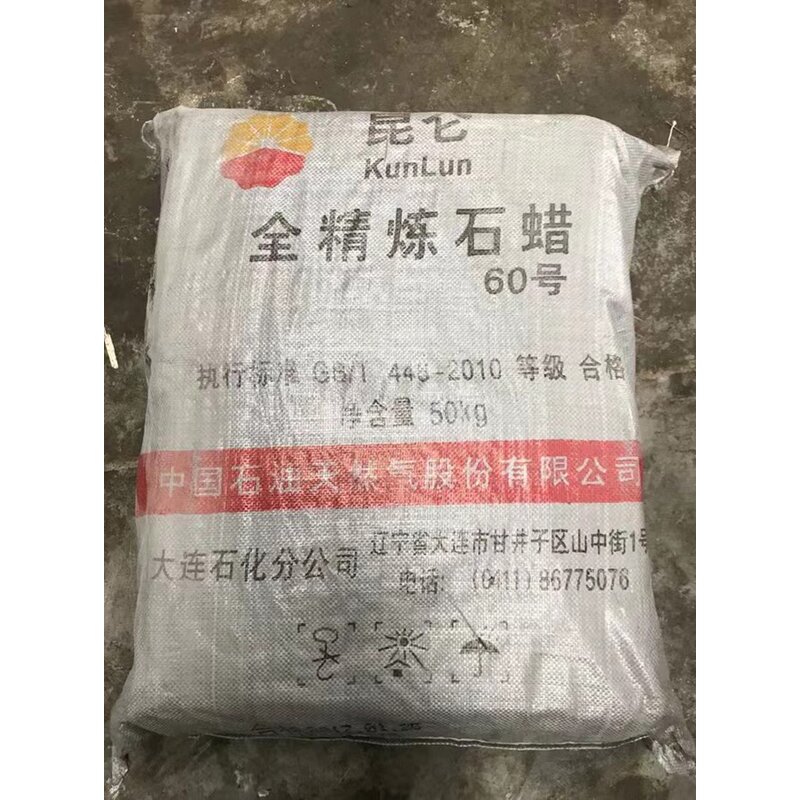 昆仑
KunLun
全精炼石蜡
60号
执行标准 GB/T 446-2010 等级 合格
净含量 50kg
中国石油天然气股份有限公司
大连石化分公司
辽宁省大连市甘井子区山中街1号
电话: (0411) 86775076